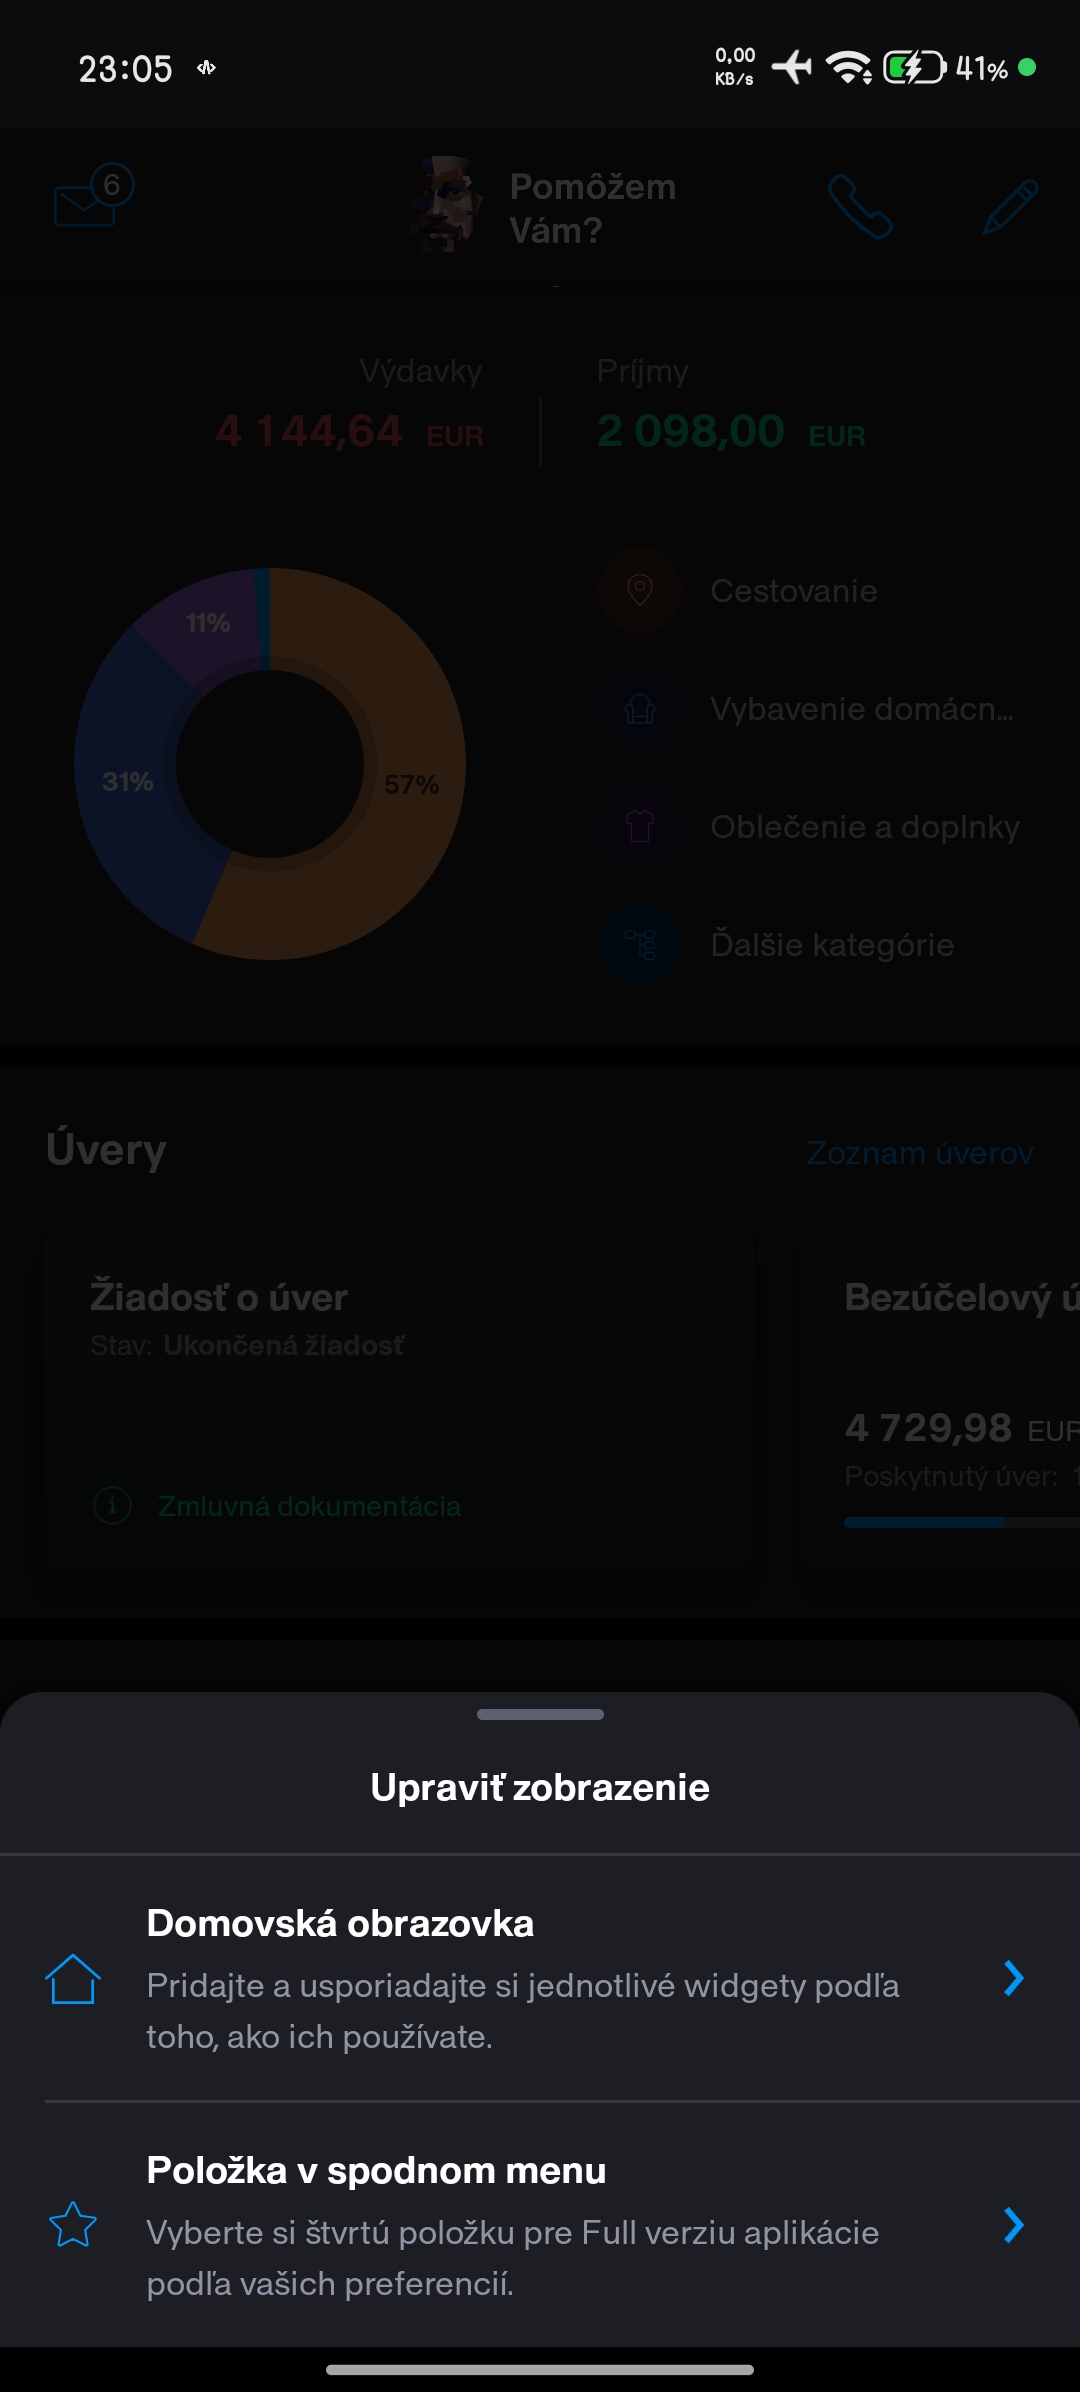 23:05
0,00
KB/s
41%
6
Pomôžem
Vám?
Výdavky
Príjmy
4 144,64 EUR
2 098,00 EUR
11%
31%
57%
Cestovanie
Vybavenie domácn...
Oblečenie a doplnky
Ďalšie kategórie
Úvery
Zoznam úverov
Žiadosť o úver
Stav: Ukončená žiadosť
Zmluvná dokumentácia
Bezúčelový ú
4 729,98 EUR
Poskytnutý úver:
Upraviť zobrazenie
Domovská obrazovka
Pridajte a usporiadajte si jednotlivé widgety podľa
toho, ako ich používate.
Položka v spodnom menu
Vyberte si štvrtú položku pre Full verziu aplikácie
podľa vašich preferencií.